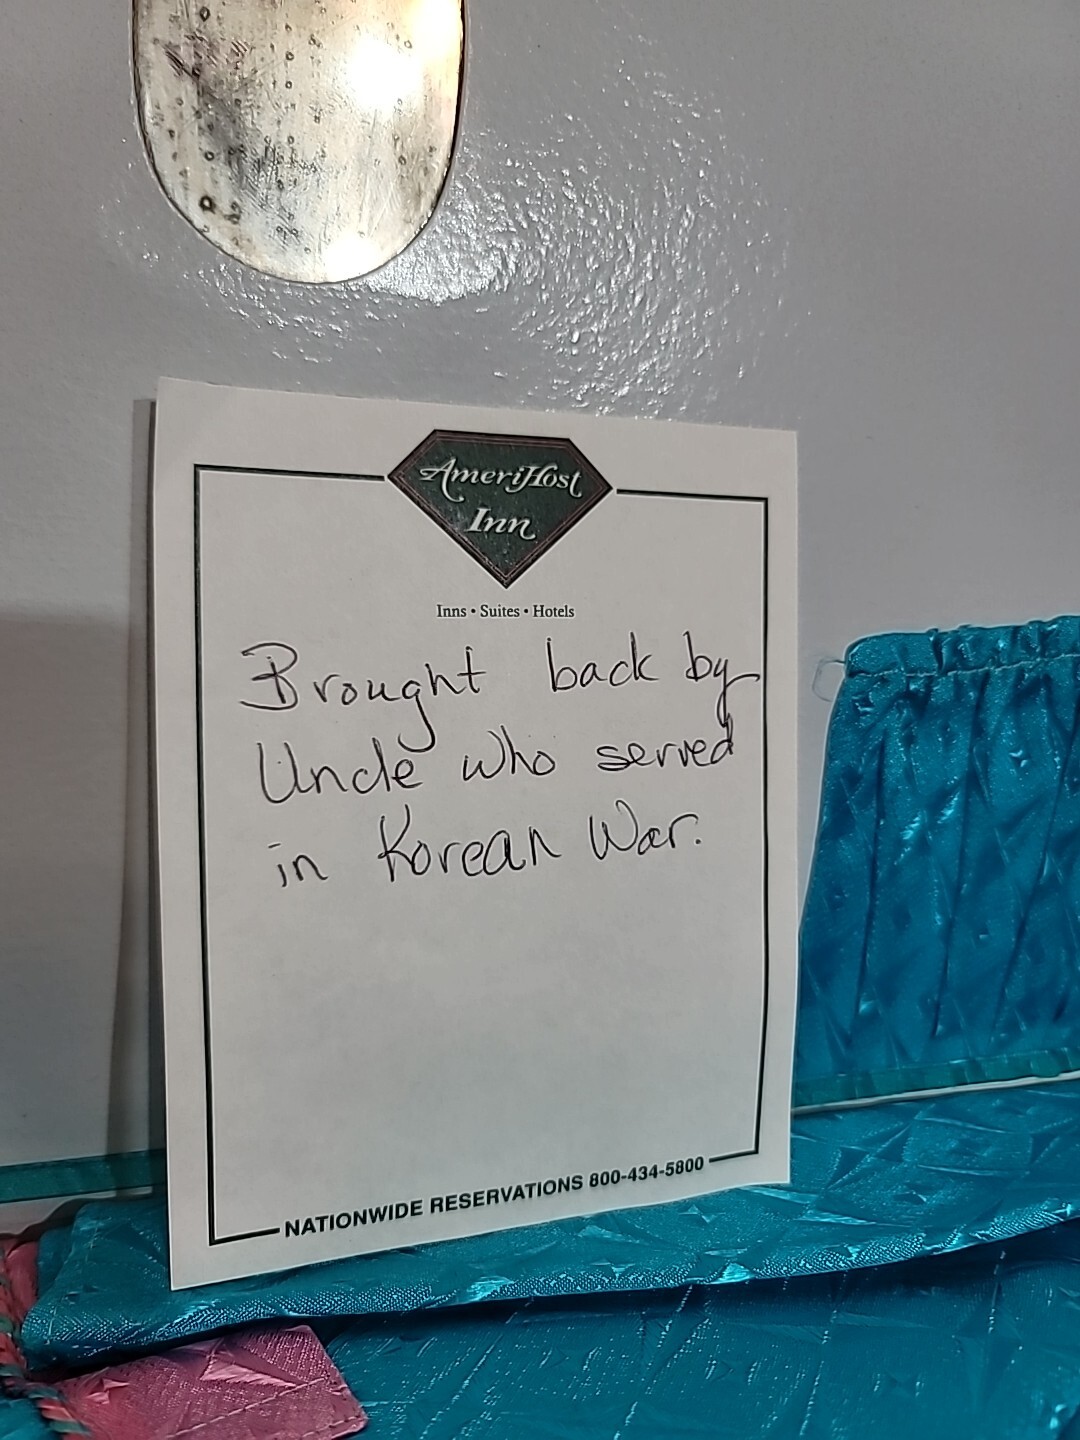 AmeriHost
Inn
Inns • Suites • Hotels
Brought back by
Uncle who served
in Korean War.
NATIONWIDE RESERVATIONS 800-434-5800